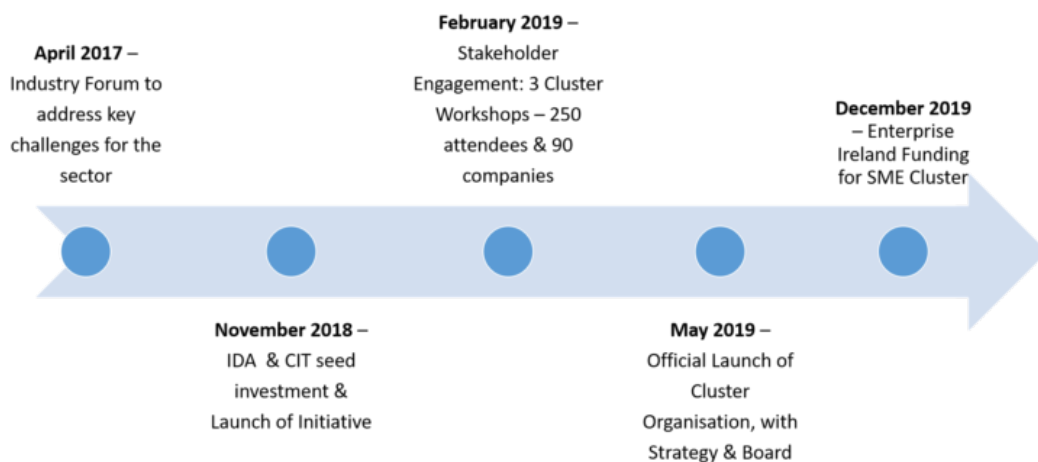 April 2017 –
Industry Forum to
address key
challenges for the
sector
November 2018 –
IDA & CIT seed
investment &
Launch of Initiative
February 2019 –
Stakeholder
Engagement: 3 Cluster
Workshops – 250
attendees & 90
companies
May 2019 –
Official Launch of
Cluster
Organisation, with
Strategy & Board
December 2019
– Enterprise
Ireland Funding
for SME Cluster